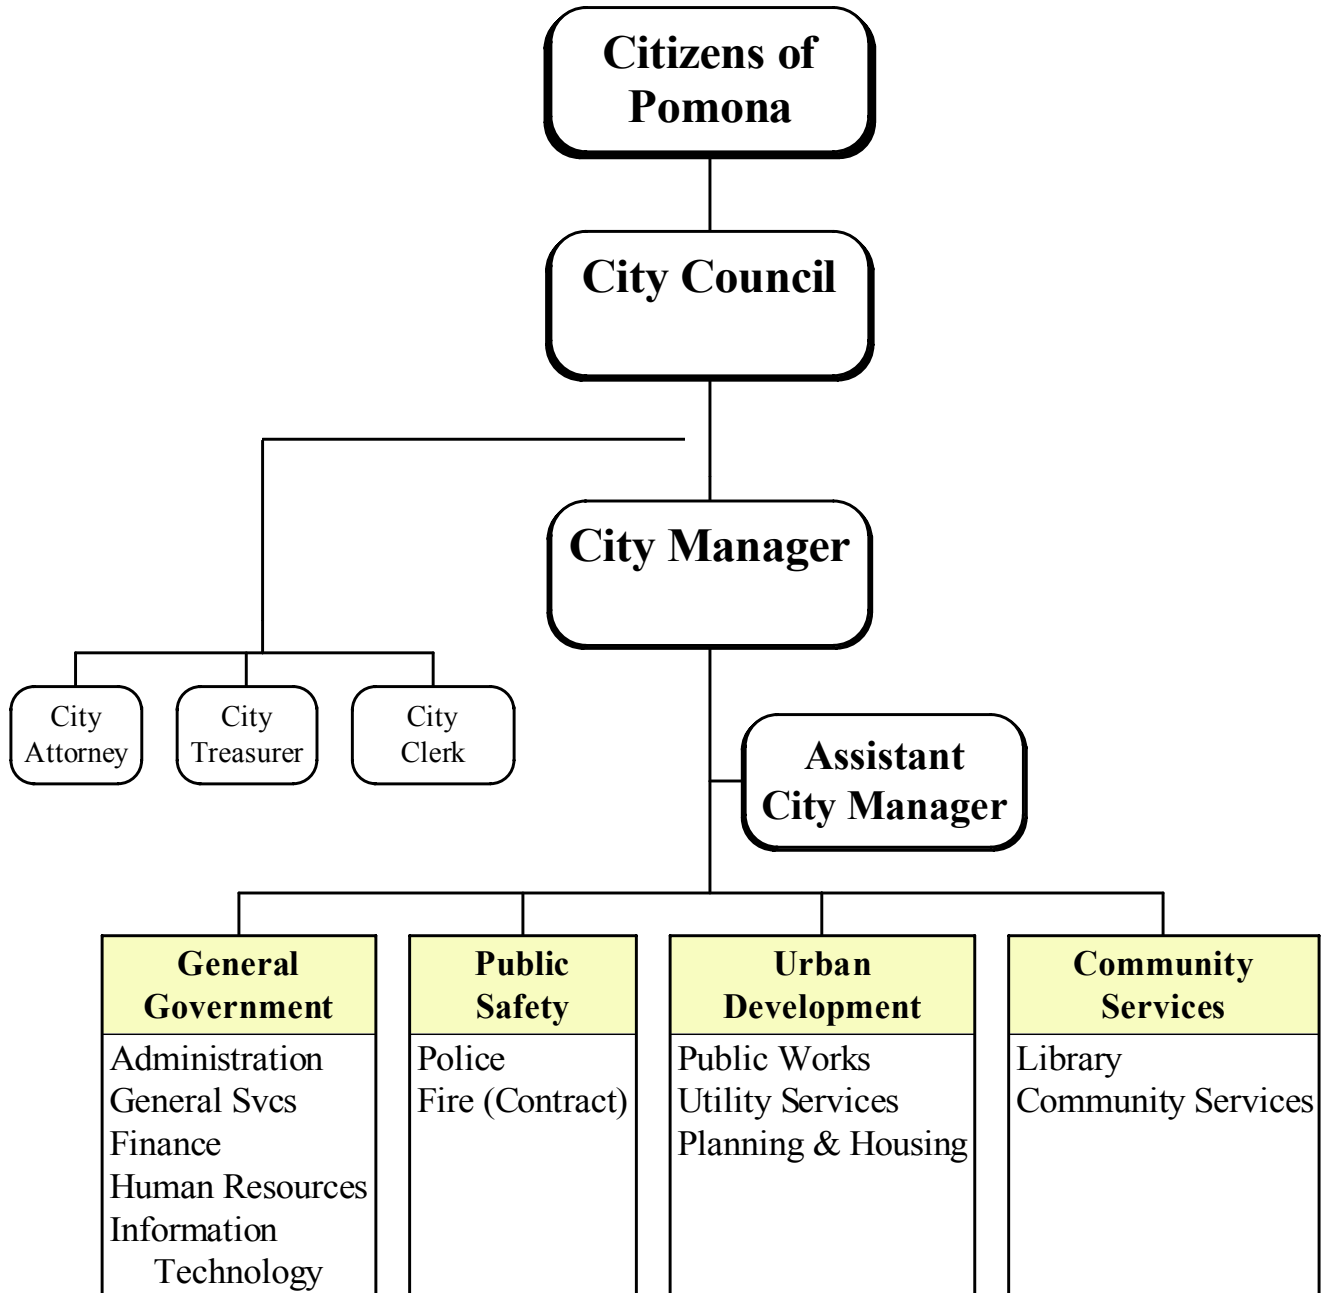 Citizens of
Pomona
City Council
City Manager
City
Attorney
City
Treasurer
City
Clerk
Assistant
City Manager
General
Government
Administration
General Svcs
Finance
Human Resources
Information
Technology
Public
Safety
Police
Fire (Contract)
Urban
Development
Public Works
Utility Services
Planning & Housing
Community
Services
Library
Community Services